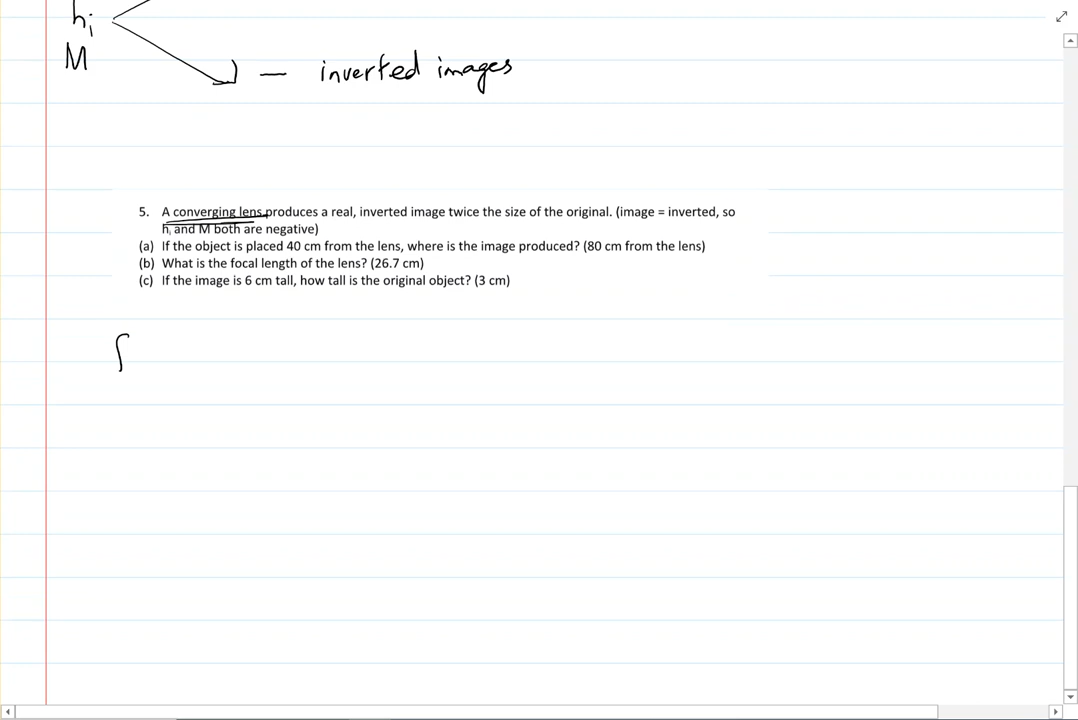 hᵢ
M
– inverted images
5. A converging lens produces a real, inverted image twice the size of the original. (image = inverted, so
hᵢ and M both are negative)
(a) If the object is placed 40 cm from the lens, where is the image produced? (80 cm from the lens)
(b) What is the focal length of the lens? (26.7 cm)
(c) If the image is 6 cm tall, how tall is the original object? (3 cm)